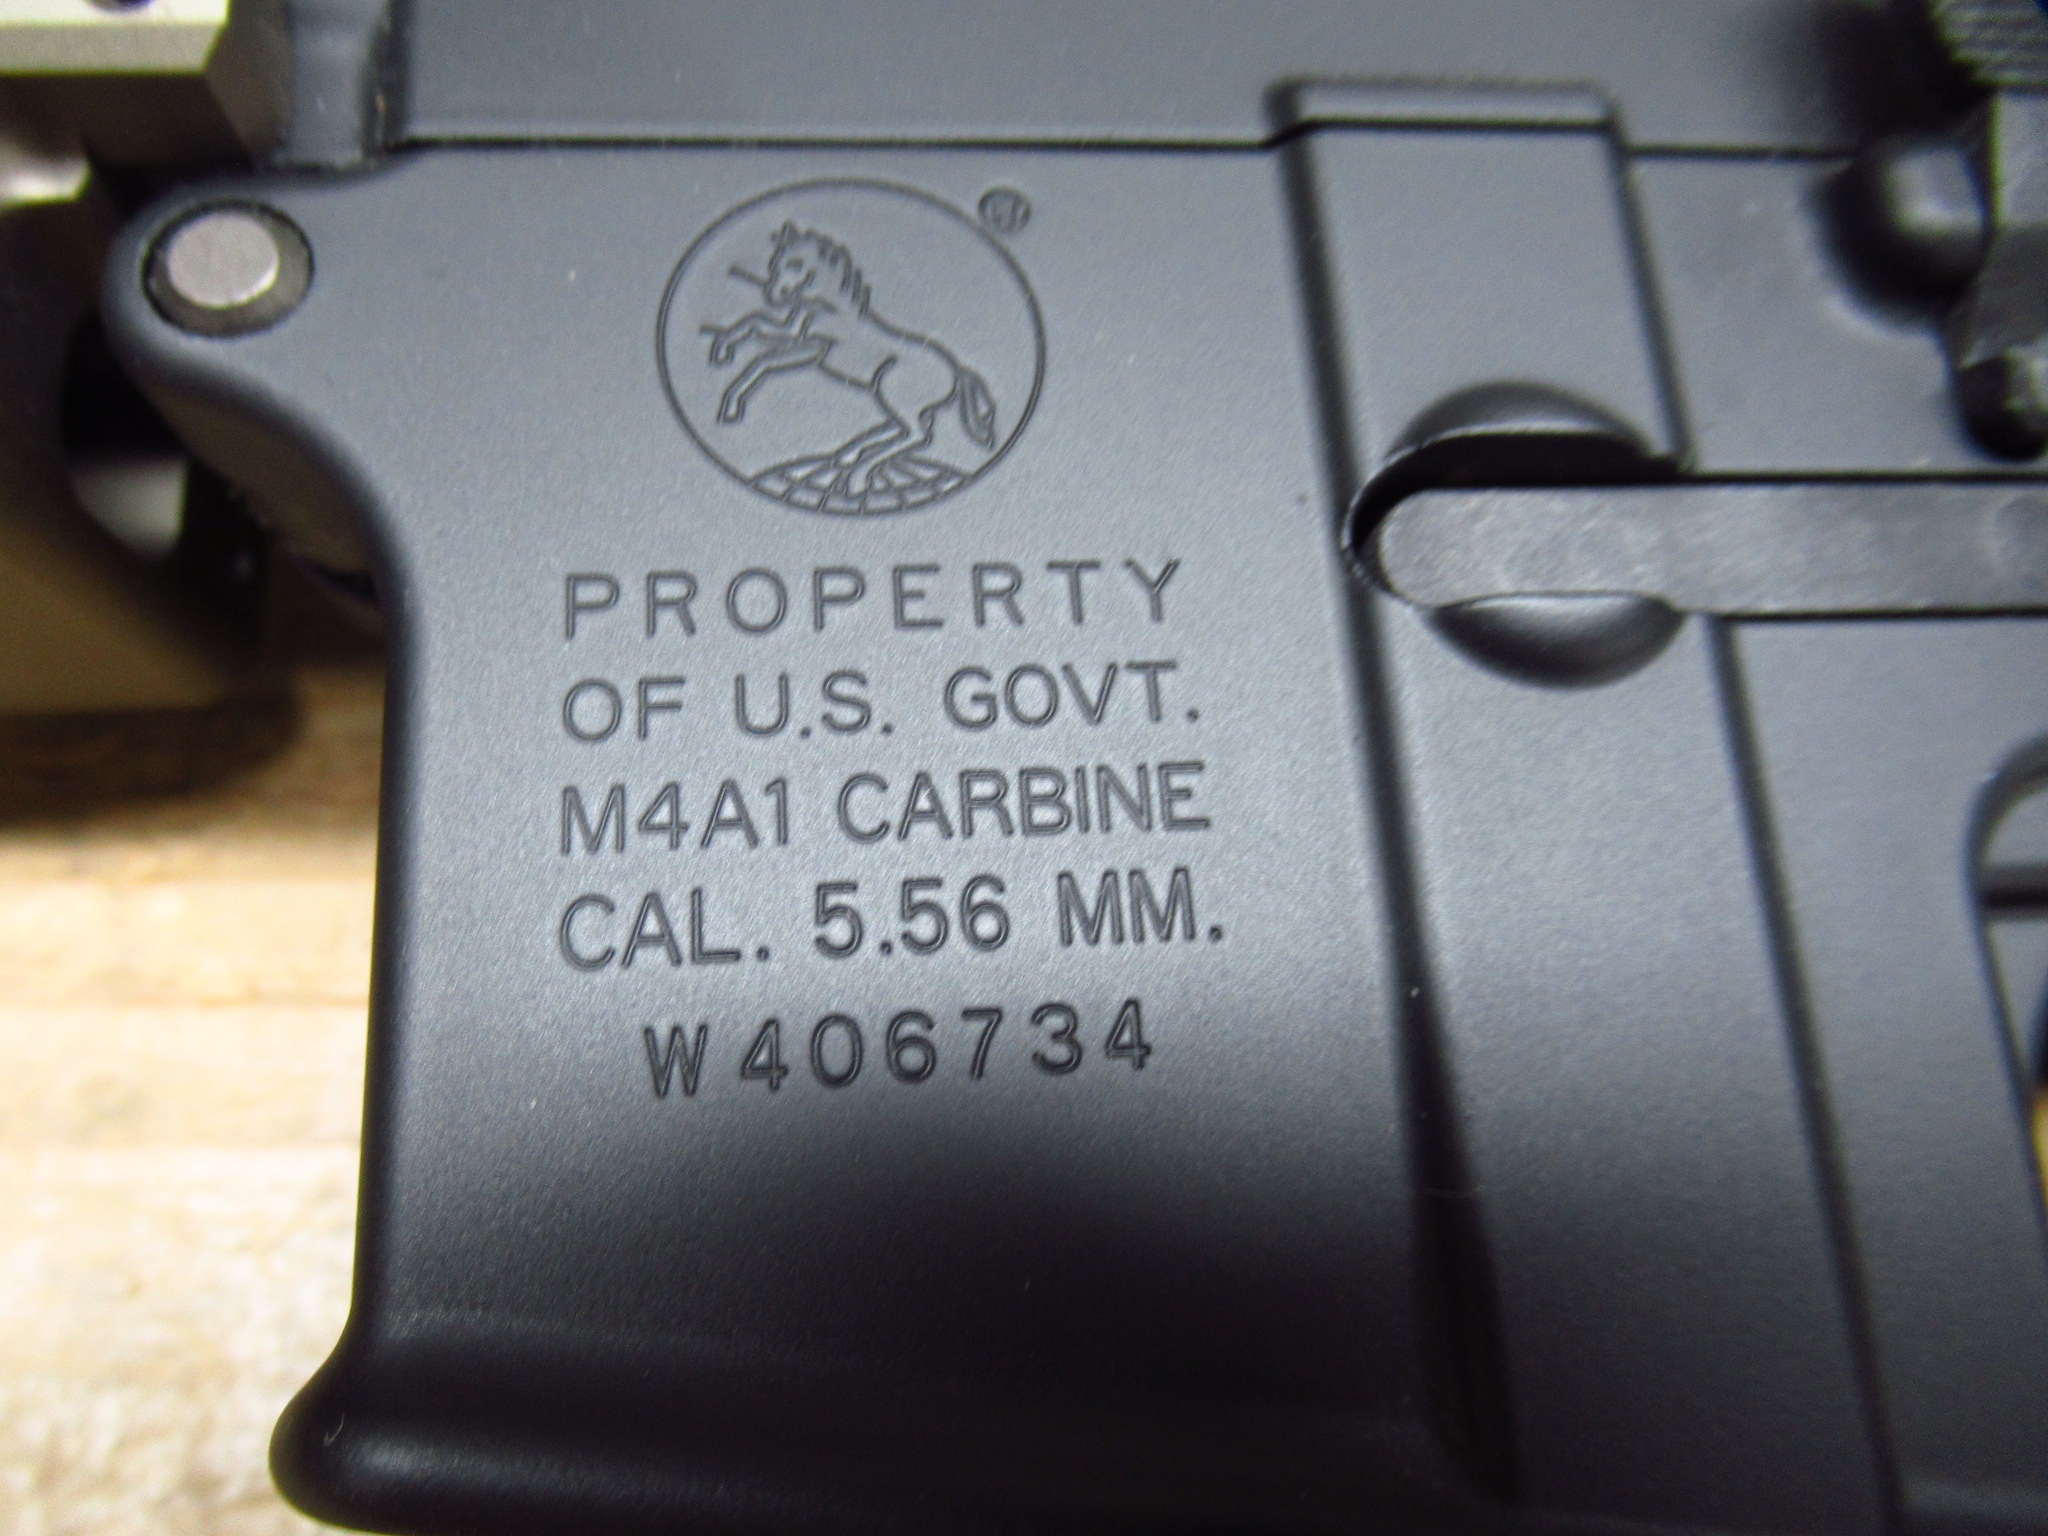 PROPERTY
OF U.S. GOVT.
M4A1 CARBINE
CAL. 5.56 MM.
W406734